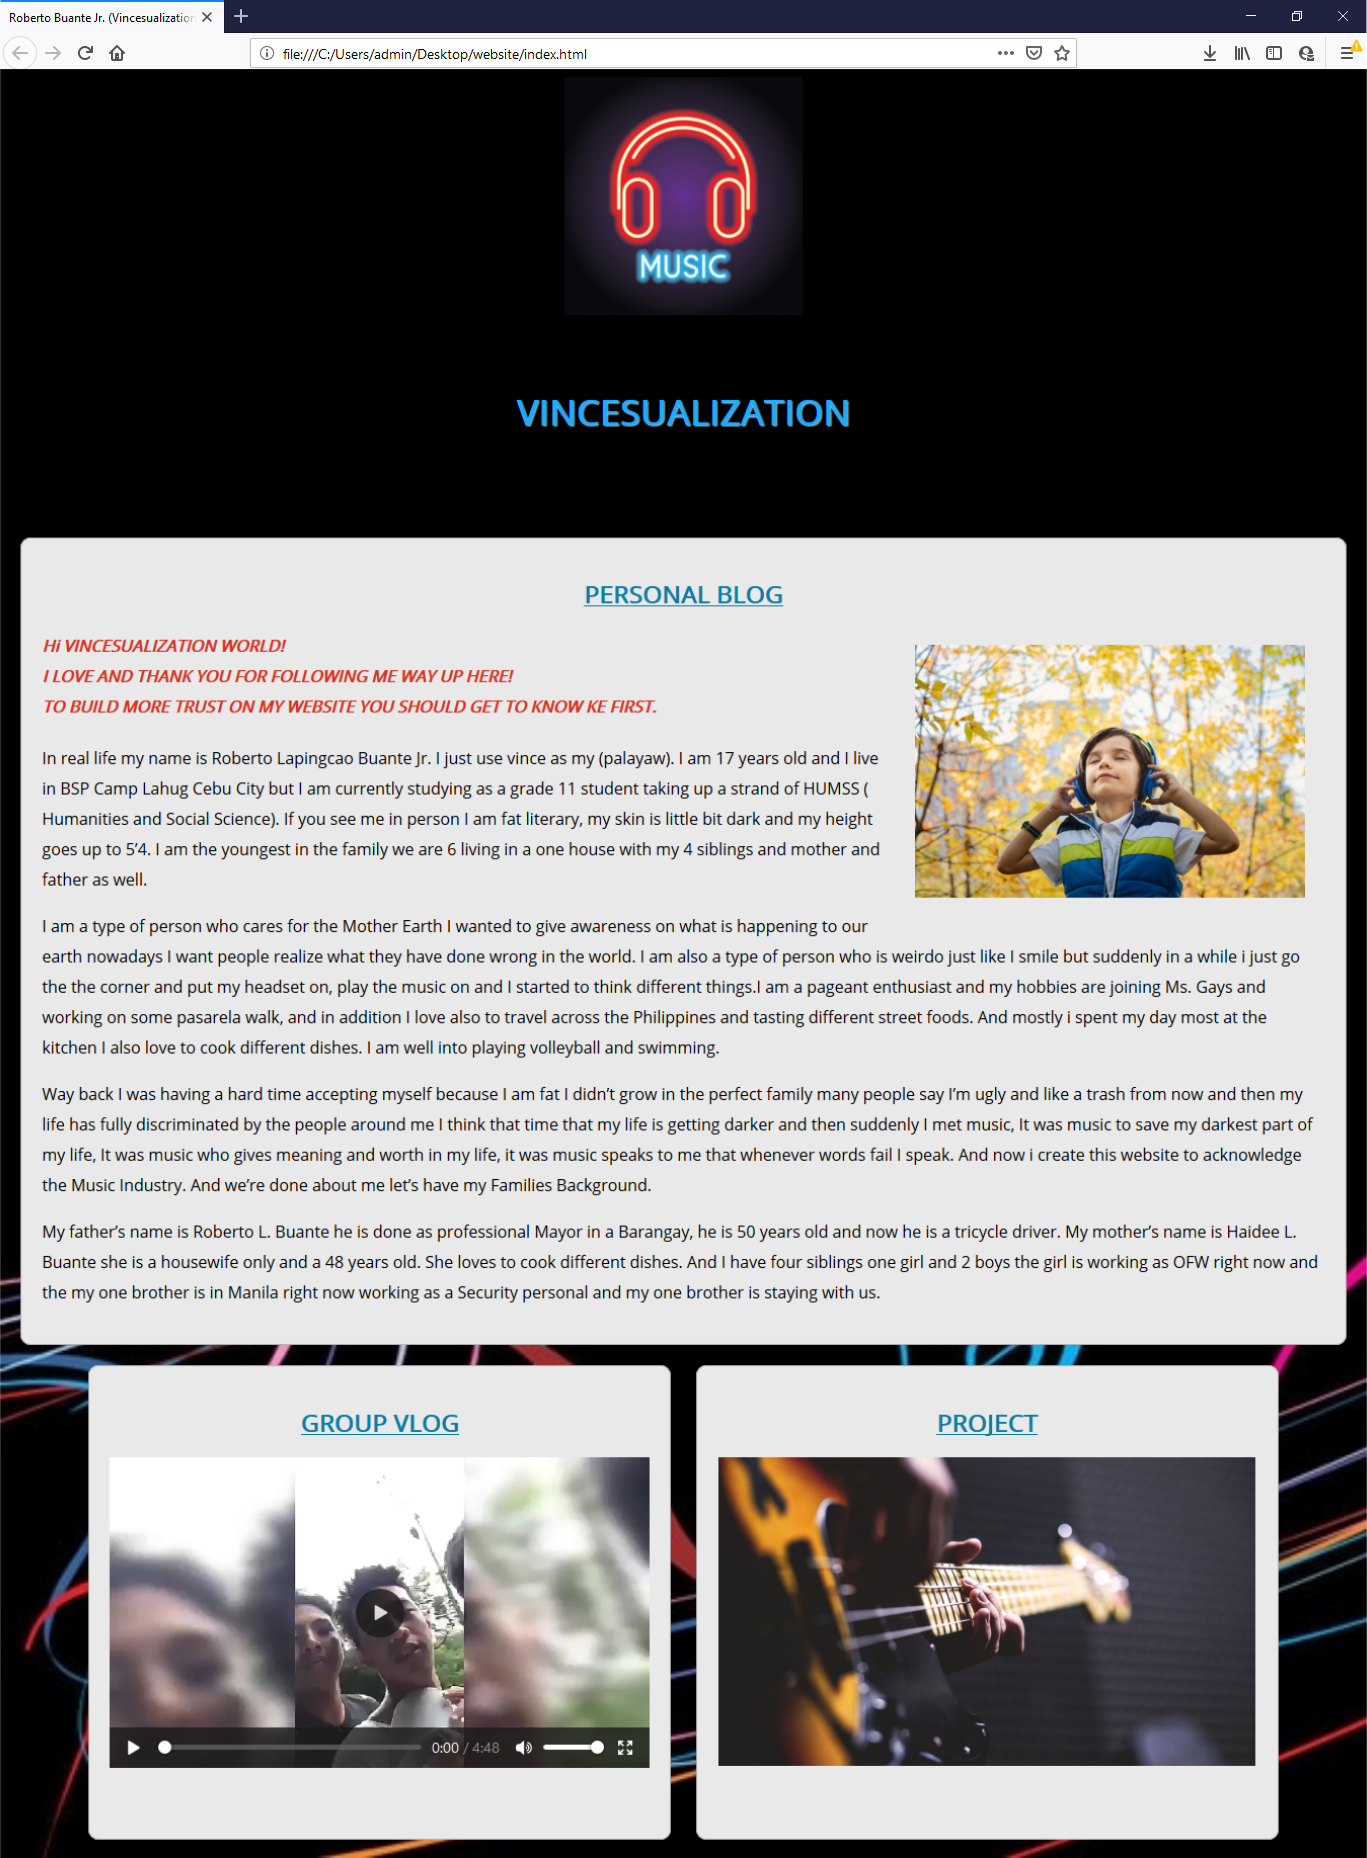 Roberto Buante Jr. (Vincesualization
file:///C:/Users/admin/Desktop/website/index.html
MUSIC
VINCESUALIZATION
PERSONAL BLOG
Hi VINCESUALIZATION WORLD!
I LOVE AND THANK YOU FOR FOLLOWING ME WAY UP HERE!
TO BUILD MORE TRUST ON MY WEBSITE YOU SHOULD GET TO KNOW KE FIRST.
In real life my name is Roberto Lapingcao Buante Jr. I just use vince as my (palayaw). I am 17 years old and I live
in BSP Camp Lahug Cebu City but I am currently studying as a grade 11 student taking up a strand of HUMSS (
Humanities and Social Science). If you see me in person I am fat literary, my skin is little bit dark and my height
goes up to 5’4. I am the youngest in the family we are 6 living in a one house with my 4 siblings and mother and
father as well.
I am a type of person who cares for the Mother Earth I wanted to give awareness on what is happening to our
earth nowadays I want people realize what they have done wrong in the world. I am also a type of person who is weirdo just like I smile but suddenly in a while i just go
the the corner and put my headset on, play the music on and I started to think different things.I am a pageant enthusiast and my hobbies are joining Ms. Gays and
working on some pasarela walk, and in addition I love also to travel across the Philippines and tasting different street foods. And mostly i spent my day most at the
kitchen I also love to cook different dishes. I am well into playing volleyball and swimming.
Way back I was having a hard time accepting myself because I am fat I didn’t grow in the perfect family many people say I’m ugly and like a trash from now and then my
life has fully discriminated by the people around me I think that time that my life is getting darker and then suddenly I met music, It was music to save my darkest part of
my life, It was music who gives meaning and worth in my life, it was music speaks to me that whenever words fail I speak. And now i create this website to acknowledge
the Music Industry. And we’re done about me let’s have my Families Background.
My father’s name is Roberto L. Buante he is done as professional Mayor in a Barangay, he is 50 years old and now he is a tricycle driver. My mother’s name is Haidee L.
Buante she is a housewife only and a 48 years old. She loves to cook different dishes. And I have four siblings one girl and 2 boys the girl is working as OFW right now and
the my one brother is in Manila right now working as a Security personal and my one brother is staying with us.
GROUP VLOG
PROJECT
0:00 / 4:48